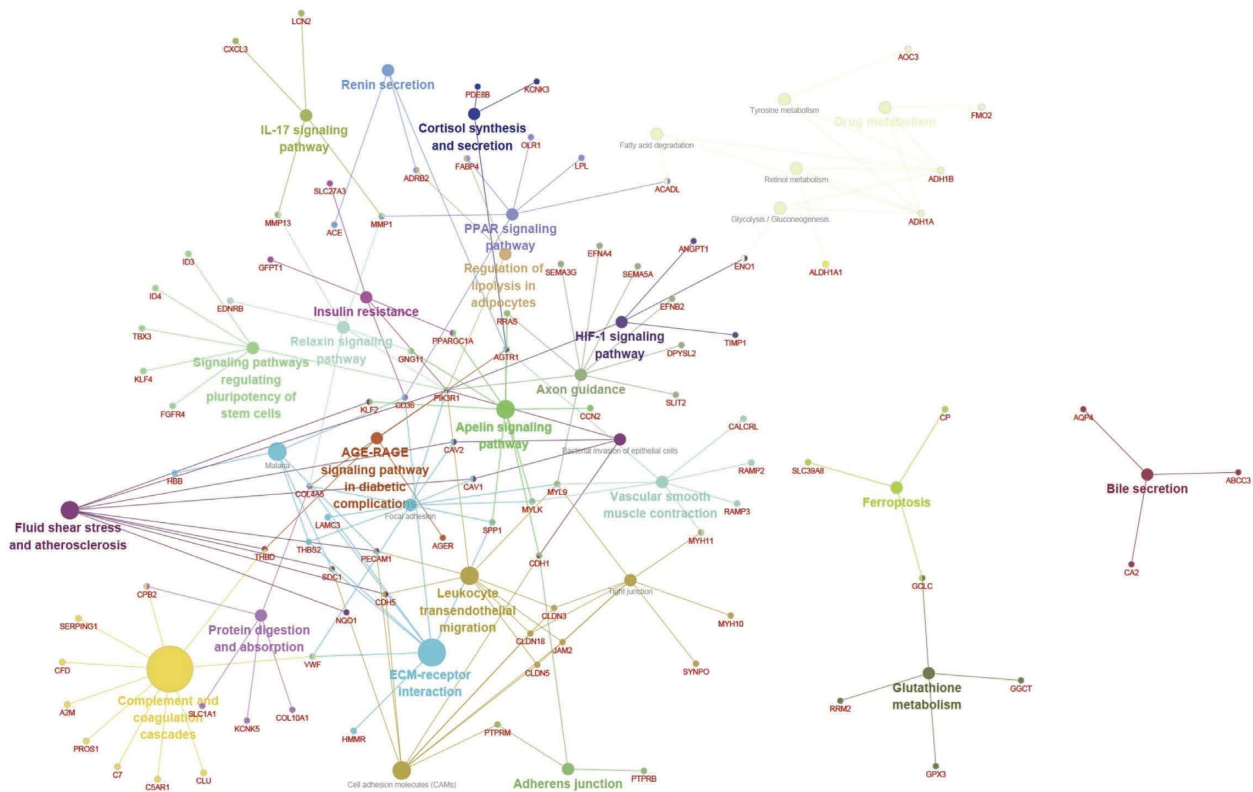 LCN2
CXCL3
AOC3
Renin secretion
KCNK3
PDE8B
Tyrosine metabolism
FMO2
Drug metabolism
IL-17 signaling
pathway
Cortisol synthesis
and secretion
OLR1
Fatty acid degradation
FABP4
LPL
ADRB2
ADH1B
Retinol metabolism
SLC27A3
ACADL
MMP13
ACE
MMP1
Glycolysis / Gluconeogenesis
ADH1A
PPAR signaling
pathway
ANGPT1
EFNA4
ID3
GFPT1
Regulation of
lipolysis in
adipocytes
SEMA3G
SEMA5A
ENO1
ALDH1A1
ID4
EDNRB
EFNB2
Insulin resistance
RRAS
TBX3
Relaxin signaling
pathway
PPARGC1A
HIF-1 signaling
pathway
TIMP1
GNG11
AGTR1
DPYSL2
Signaling pathways
regulating
pluripotency of
stem cells
KLF4
Axon guidance
PIK3R1
SLIT2
FGFR4
KLF2
CD36
CCN2
Apelin signaling
pathway
CALCRL
CP
AQP4
Malaria
AGE-RAGE
signaling pathway
in diabetic
complications
CAV2
Bacterial invasion of epithelial cells
RAMP2
SLC39A8
HBB
CAV1
COL4A5
MYL9
Vascular smooth
muscle contraction
Ferroptosis
Bile secretion
ABCC3
MYLK
RAMP3
Focal adhesion
Fluid shear stress
and atherosclerosis
LAMC3
SPP1
MYH11
THBS2
AGER
THBD
PECAM1
CDH1
CA2
SDC1
GCLC
CPB2
Leukocyte
transendothelial
migration
Tight junction
CDH5
NQO1
CLDN3
MYH10
SERPING1
Protein digestion
and absorption
CLDN18
JAM2
CFD
VWF
ECM-receptor
interaction
CLDN5
SYNPO
Glutathione
metabolism
GGCT
Complement and
coagulation
cascades
A2M
SLC1A1
RRM2
KCNK5
COL10A1
HMMR
PTPRM
PROS1
C7
C5AR1
CLU
Cell adhesion molecules (CAMs)
Adherens junction
PTPRB
GPX3